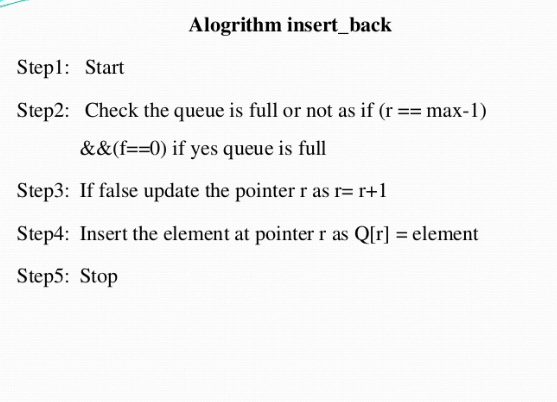 Alogrithm insert_back
Step1: Start
Step2: Check the queue is full or not as if (r == max-1)
&&(f==0) if yes queue is full
Step3: If false update the pointer r as r= r+1
Step4: Insert the element at pointer r as Q[r] = element
Step5: Stop